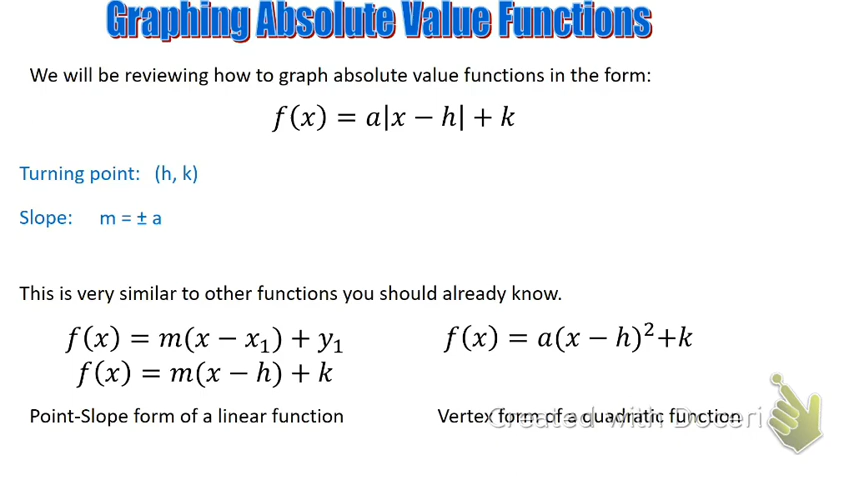 Graphing Absolute Value Functions
We will be reviewing how to graph absolute value functions in the form:
f(x) = a|x − h| + k
Turning point: (h, k)
Slope: m = ± a
This is very similar to other functions you should already know.
f(x) = m(x − x₁) + y₁
f(x) = m(x − h) + k
Point-Slope form of a linear function
f(x) = a(x − h)²+k
Vertex form of a quadratic function
Created with Doceri